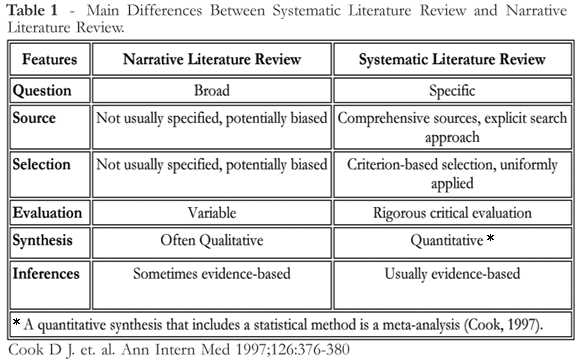 Table 1 - Main Differences Between Systematic Literature Review and Narrative
Literature Review.
Features Narrative Literature Review Systematic Literature Review
Question Broad Specific
Source Not usually specified, potentially biased Comprehensive sources, explicit search
approach
Selection Not usually specified, potentially biased Criterion-based selection, uniformly
applied
Evaluation Variable Rigorous critical evaluation
Synthesis Often Qualitative Quantitative *
Inferences Sometimes evidence-based Usually evidence-based
* A quantitative synthesis that includes a statistical method is a meta-analysis (Cook, 1997).
Cook D J. et. al. Ann Intern Med 1997;126:376-380